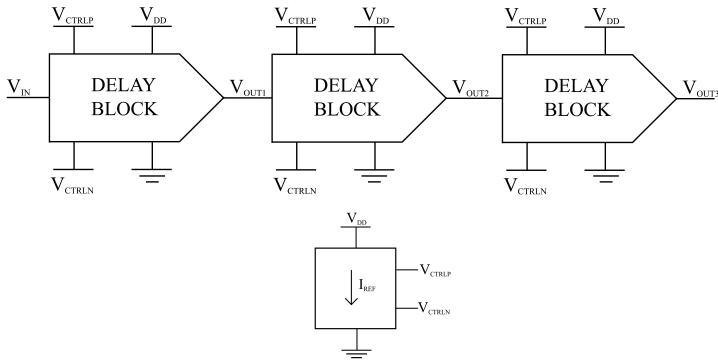 V_CTRLP V_DD V_CTRLP V_DD V_CTRLP V_DD
V_IN DELAY BLOCK V_OUT1 DELAY BLOCK V_OUT2 DELAY BLOCK V_OUT3
V_CTRLN V_CTRLN V_CTRLN
V_DD
I_REF V_CTRLP
V_CTRLN